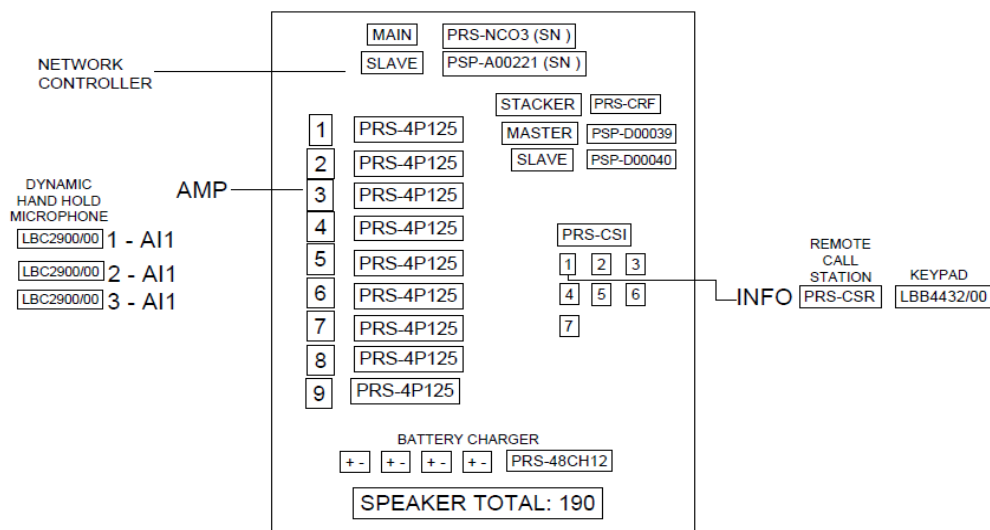 MAIN PRS-NCO3 (SN )
SLAVE PSP-A00221 (SN )
NETWORK
CONTROLLER
STACKER PRS-CRF
MASTER PSP-D00039
SLAVE PSP-D00040
1 PRS-4P125
2 PRS-4P125
AMP
3 PRS-4P125
4 PRS-4P125
5 PRS-4P125
6 PRS-4P125
7 PRS-4P125
8 PRS-4P125
9 PRS-4P125
DYNAMIC
HAND HOLD
MICROPHONE
LBC2900/00 1 - AI1
LBC2900/00 2 - AI1
LBC2900/00 3 - AI1
PRS-CSI
1 2 3
4 5 6
7
INFO
REMOTE
CALL
STATION
PRS-CSR
KEYPAD
LBB4432/00
BATTERY CHARGER
+ - + - + - + - PRS-48CH12
SPEAKER TOTAL: 190